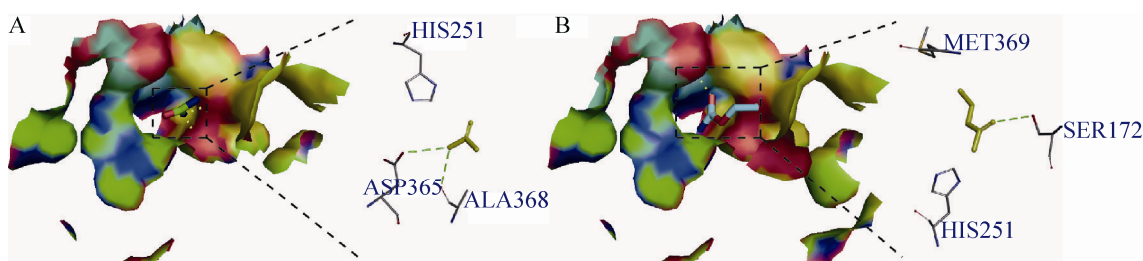 A
HIS251
ASP365
ALA368
B
MET369
SER172
HIS251